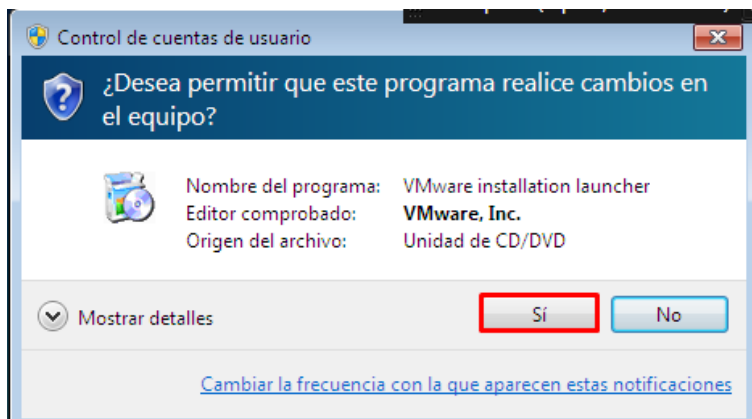 Control de cuentas de usuario
¿Desea permitir que este programa realice cambios en
el equipo?
Nombre del programa: VMware installation launcher
Editor comprobado: VMware, Inc.
Origen del archivo: Unidad de CD/DVD
Mostrar detalles Sí No
Cambiar la frecuencia con la que aparecen estas notificaciones